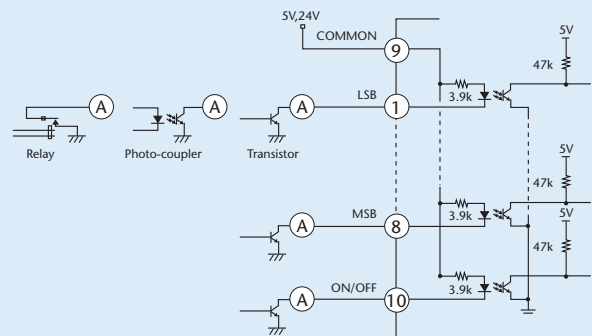 5V,24V
COMMON
9
5V
47k
A
A
A
LSB
1
3.9k
Relay
Photo-coupler
Transistor
5V
47k
A
MSB
8
3.9k
5V
47k
A
ON/OFF
10
3.9k